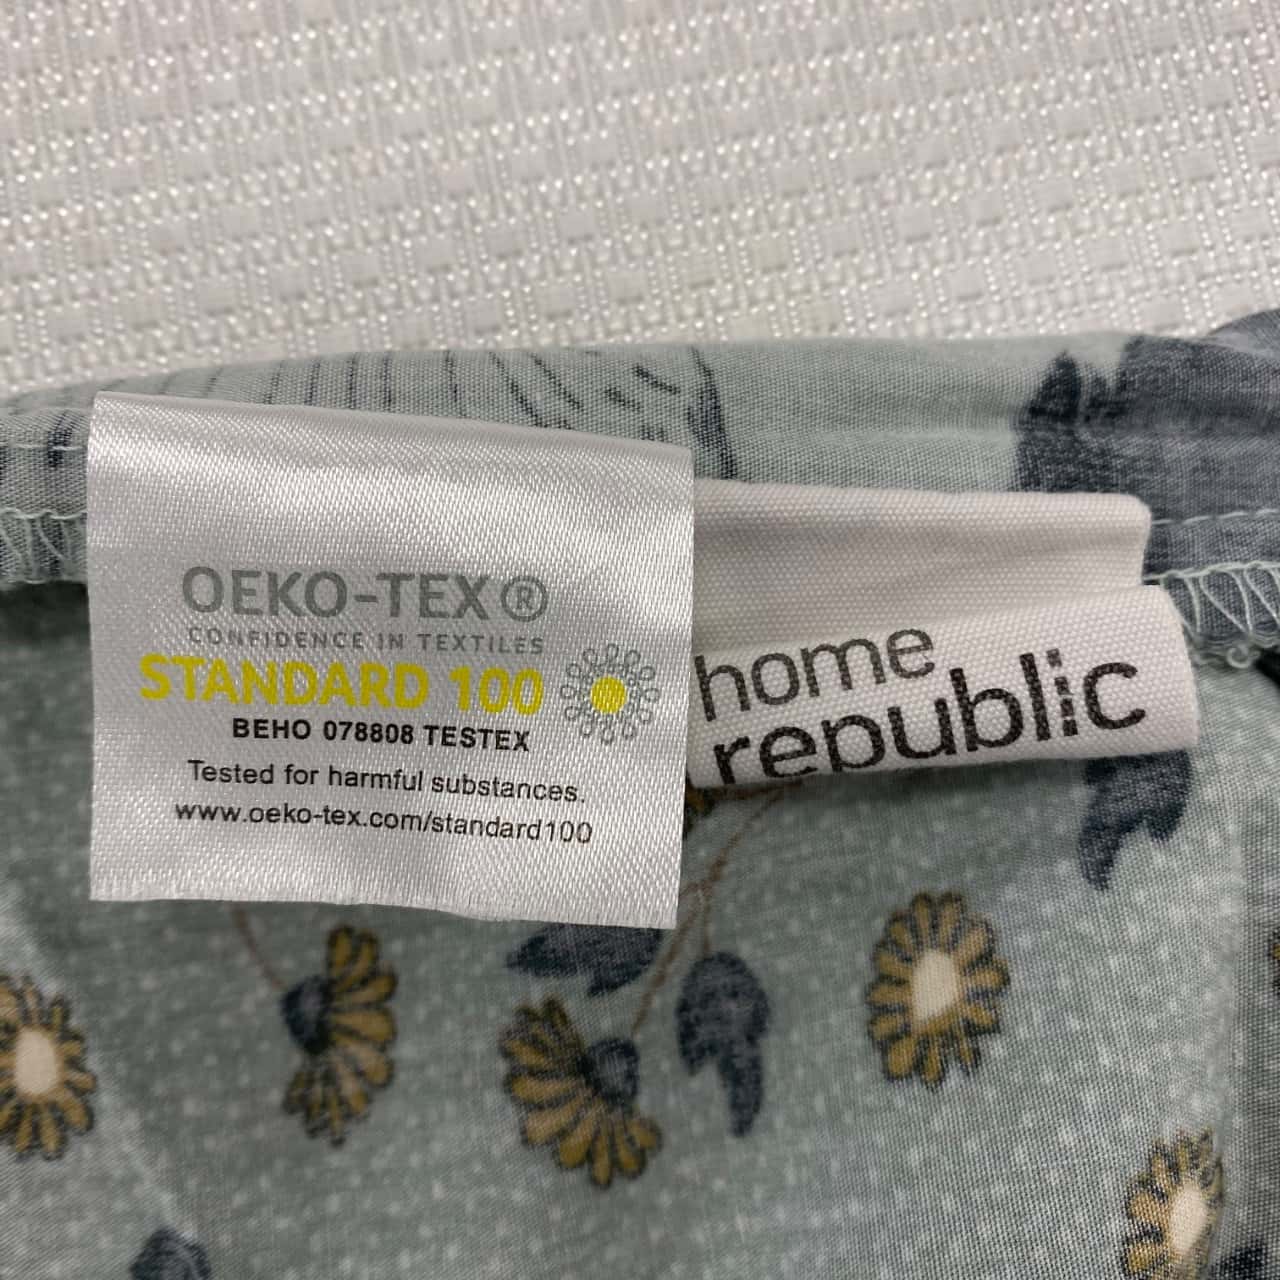 OEKO-TEX®
CONFIDENCE IN TEXTILES
STANDARD 100
BEHO 078808 TESTEX
Tested for harmful substances.
www.oeko-tex.com/standard100
home
republic